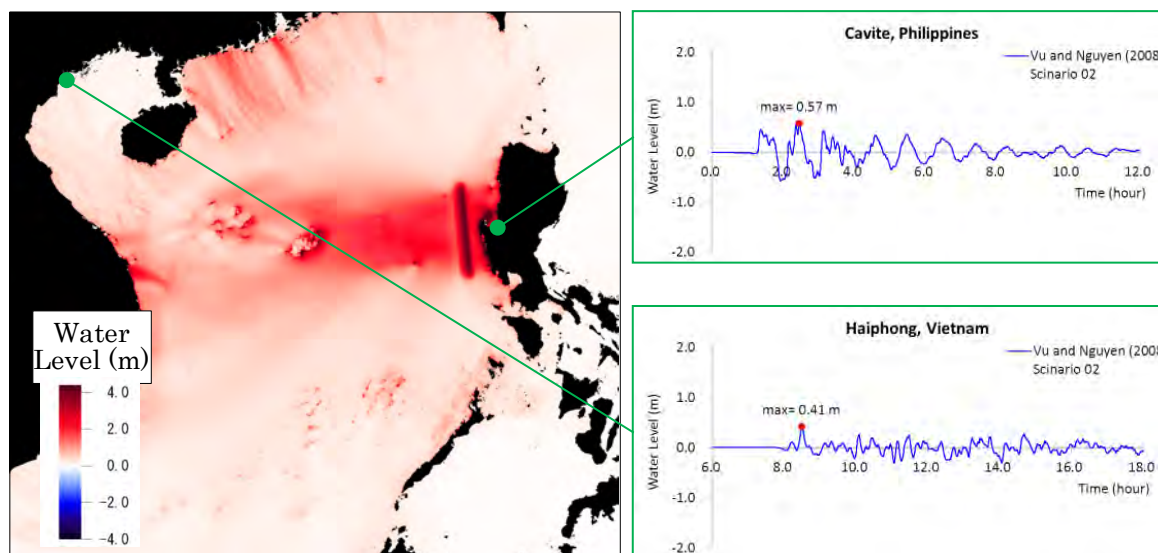 Water
Level (m)
4.0
2.0
0.0
−2.0
−4.0
Cavite, Philippines
Vu and Nguyen (2008
Scinario 02
max= 0.57 m
Water Level (m)
2.0
1.0
0.0
-1.0
-2.0
0.0 2.0 4.0 6.0 8.0 10.0 12.0
Time (hour)
Haiphong, Vietnam
Vu and Nguyen (2008
Scinario 02
max= 0.41 m
Water Level (m)
2.0
1.0
0.0
-1.0
-2.0
6.0 8.0 10.0 12.0 14.0 16.0 18.0
Time (hour)